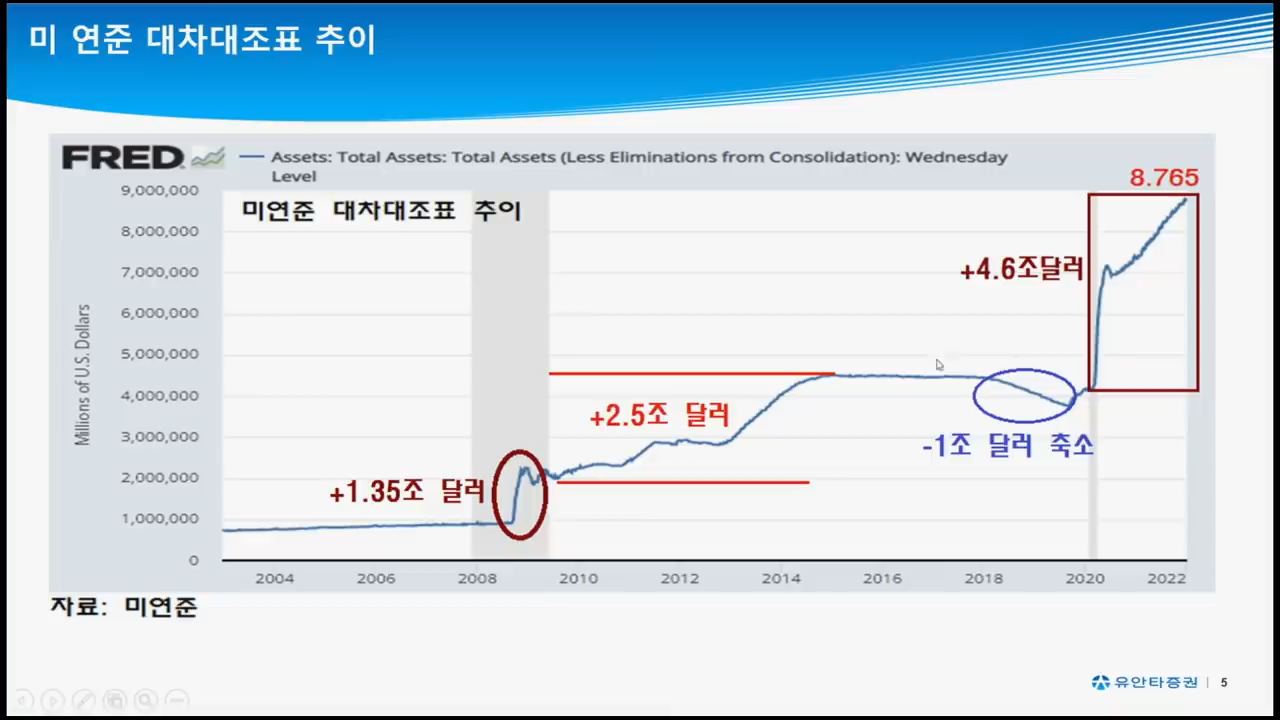 미 연준 대차대조표 추이
FRED
Assets: Total Assets: Total Assets (Less Eliminations from Consolidation): Wednesday
Level
8.765
9,000,000
미연준 대차대조표 추이
8,000,000
+4.6조달러
7,000,000
6,000,000
5,000,000
4,000,000
+2.5조 달러
-1조 달러 축소
3,000,000
2,000,000
+1.35조 달러
1,000,000
0
Millions of U.S. Dollars
2004 2006 2008 2010 2012 2014 2016 2018 2020 2022
자료: 미연준
유안타증권 | 5